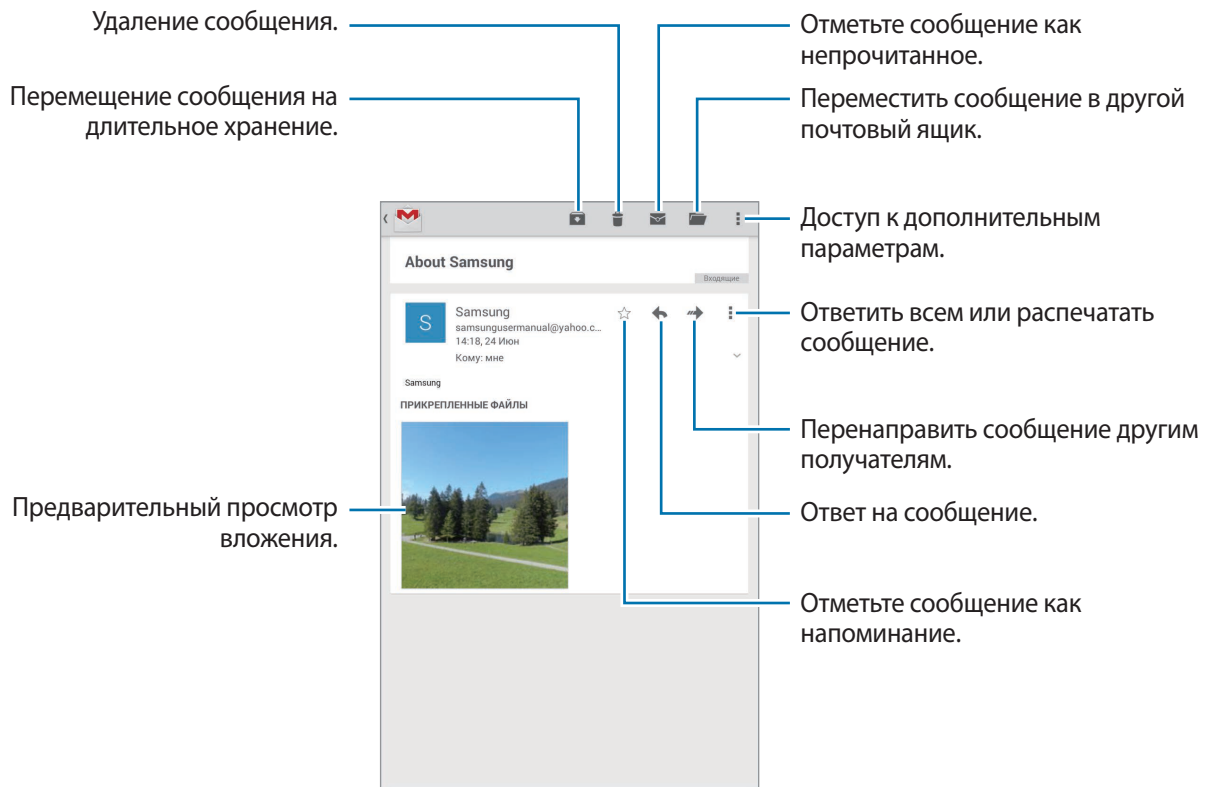 Удаление сообщения.
Перемещение сообщения на
длительное хранение.
Предварительный просмотр
вложения.
About Samsung
Входящие
S
Samsung
samsungusermanual@yahoo.c...
14:18, 24 Июн
Кому: мне
Samsung
ПРИКРЕПЛЕННЫЕ ФАЙЛЫ
Отметьте сообщение как
непрочитанное.
Переместить сообщение в другой
почтовый ящик.
Доступ к дополнительным
параметрам.
Ответить всем или распечатать
сообщение.
Перенаправить сообщение другим
получателям.
Ответ на сообщение.
Отметьте сообщение как
напоминание.